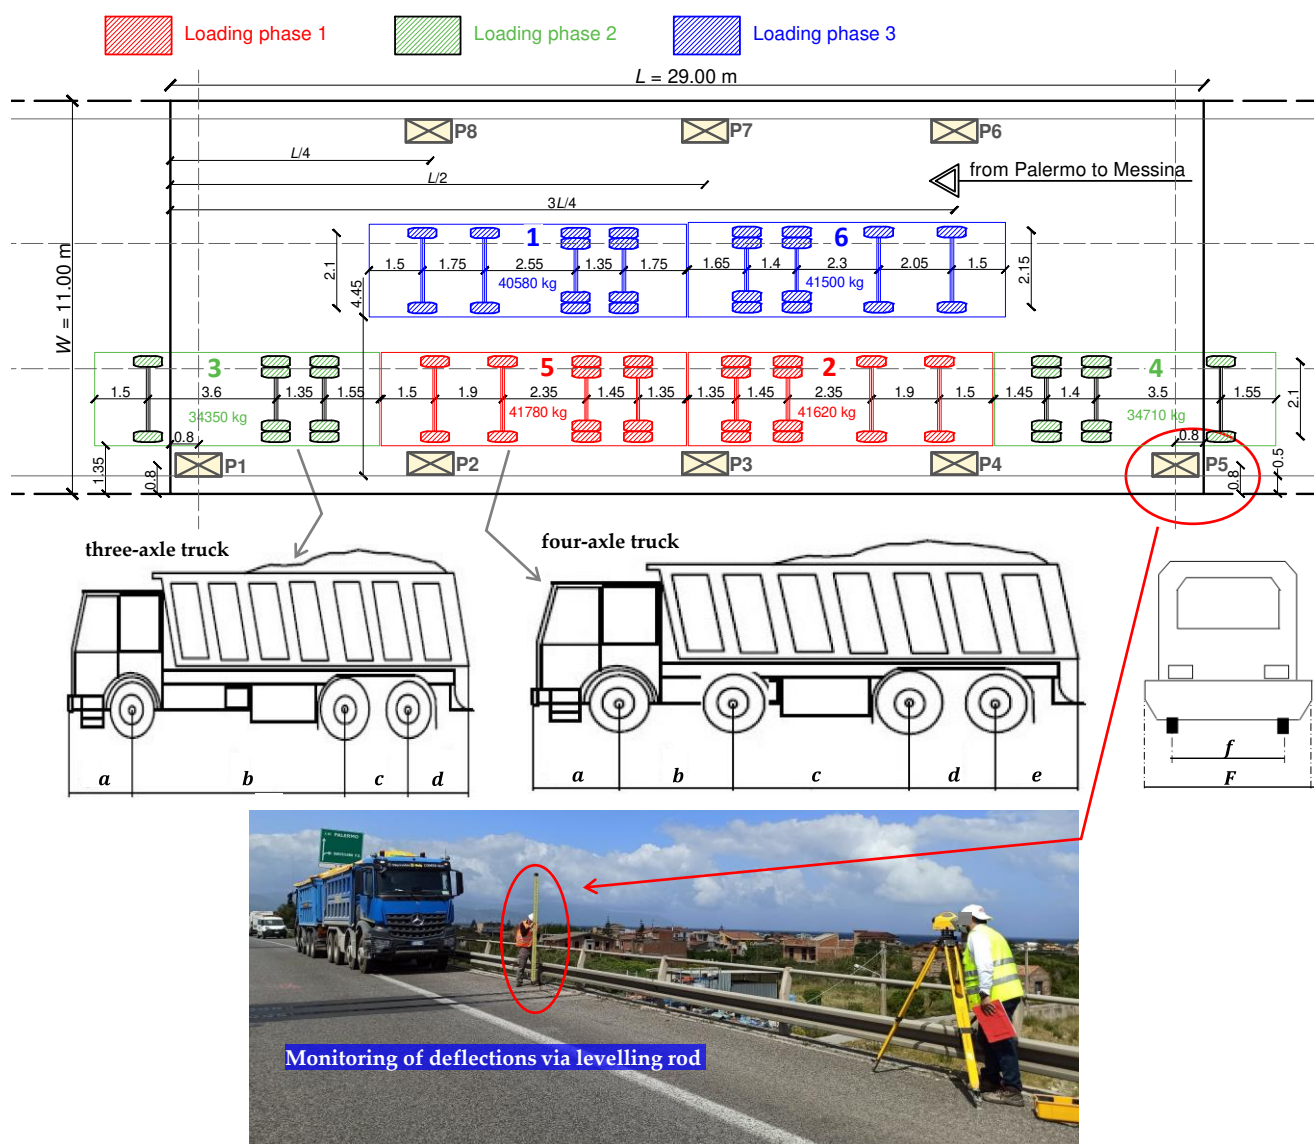 Loading phase 1
Loading phase 2
Loading phase 3
L = 29.00 m
W = 11.00 m
P8
P7
P6
L/4
L/2
3L/4
from Palermo to Messina
1
6
2.1
1.5
1.75
2.55
1.35
1.75
1.65
1.4
2.3
2.05
1.5
2.15
40580 kg
41500 kg
4.45
3
5
2
4
1.5
3.6
1.35
1.55
1.5
1.9
2.35
1.45
1.35
1.35
1.45
2.35
1.9
1.5
1.45
1.4
3.5
1.55
2.1
34350 kg
41780 kg
41620 kg
34710 kg
0.8
0.8
1.35
0.8
P1
P2
P3
P4
P5
0.8
0.5
three-axle truck
four-axle truck
a
b
c
d
a
b
c
d
e
f
F
PALERMO
Monitoring of deflections via levelling rod